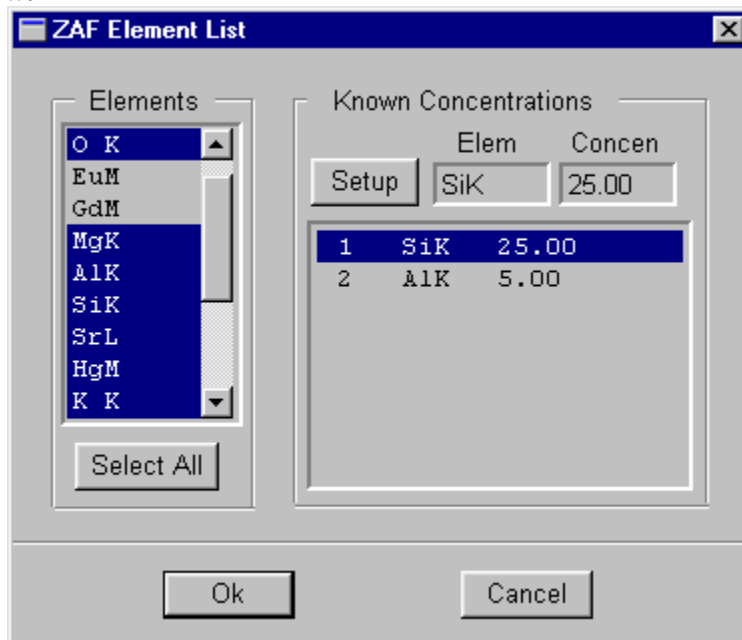 ZAF Element List
Elements
O K
EuM
GdM
MgK
AlK
SiK
SrL
HgM
K K
Select All
Known Concentrations
Elem Concen
Setup SiK 25.00
1 SiK 25.00
2 AlK 5.00
Ok Cancel